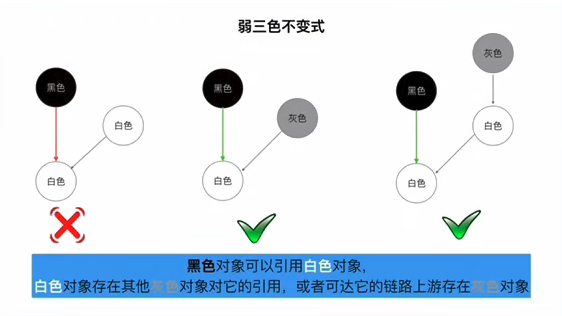 弱三色不变式
灰色
黑色
黑色
黑色
白色
灰色
白色
白色
白色
白色
黑色对象可以引用白色对象,
白色对象存在其他灰色对象对它的引用，或者可达它的链路上游存在灰色对象